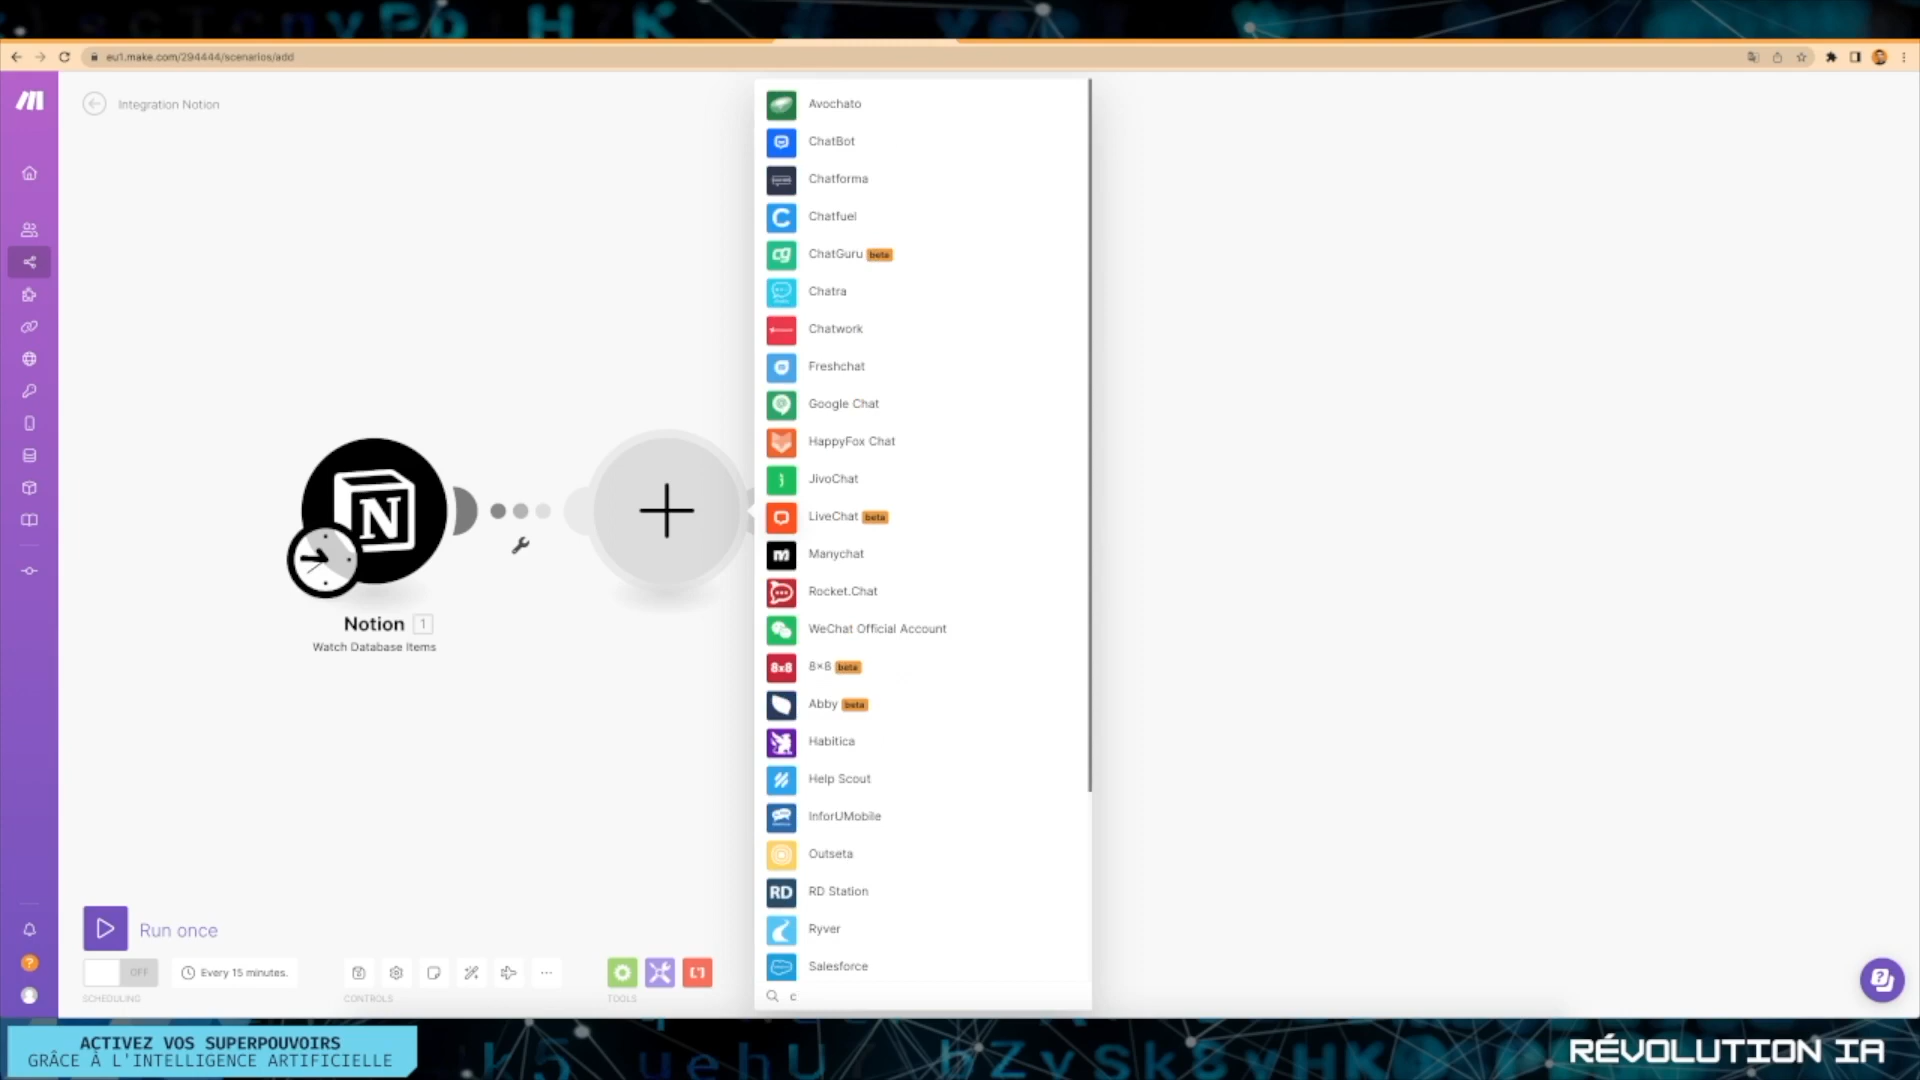 eu1.make.com/294444/scenarios/add
Integration Notion
Avochato
ChatBot
Chatforma
Chatfuel
ChatGuru beta
Chatra
Chatwork
Freshchat
Google Chat
HappyFox Chat
JivoChat
LiveChat beta
Manychat
Rocket.Chat
WeChat Official Account
8x8
8×8 beta
Abby beta
Habitica
Help Scout
InforUMobile
Outseta
RD
RD Station
Ryver
Salesforce
c
N
Notion 1
Watch Database Items
Run once
OFF
Every 15 minutes.
SCHEDULING
CONTROLS
TOOLS
ACTIVEZ VOS SUPERPOUVOIRS
GRÂCE À L'INTELLIGENCE ARTIFICIELLE
RÉVOLUTION IA